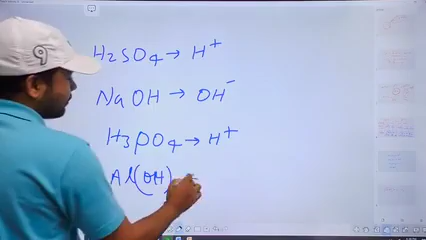 H2SO4 → H+
NaOH → OH-
H3PO4 → H+
Al(OH)